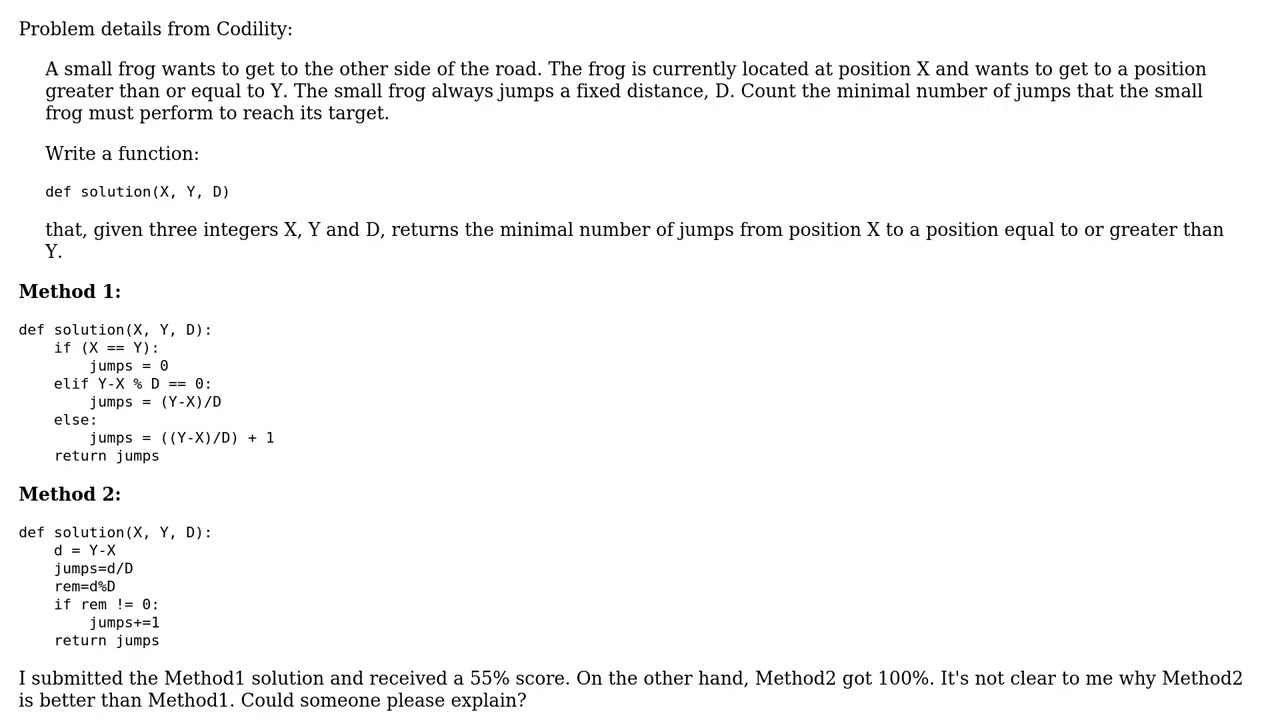 Problem details from Codility:
A small frog wants to get to the other side of the road. The frog is currently located at position X and wants to get to a position
greater than or equal to Y. The small frog always jumps a fixed distance, D. Count the minimal number of jumps that the small
frog must perform to reach its target.
Write a function:
def solution(X, Y, D)
that, given three integers X, Y and D, returns the minimal number of jumps from position X to a position equal to or greater than
Y.
Method 1:
def solution(X, Y, D):
    if (X == Y):
        jumps = 0
    elif Y-X % D == 0:
        jumps = (Y-X)/D
    else:
        jumps = ((Y-X)/D) + 1
    return jumps
Method 2:
def solution(X, Y, D):
    d = Y-X
    jumps=d/D
    rem=d%D
    if rem != 0:
        jumps+=1
    return jumps
I submitted the Method1 solution and received a 55% score. On the other hand, Method2 got 100%. It's not clear to me why Method2
is better than Method1. Could someone please explain?